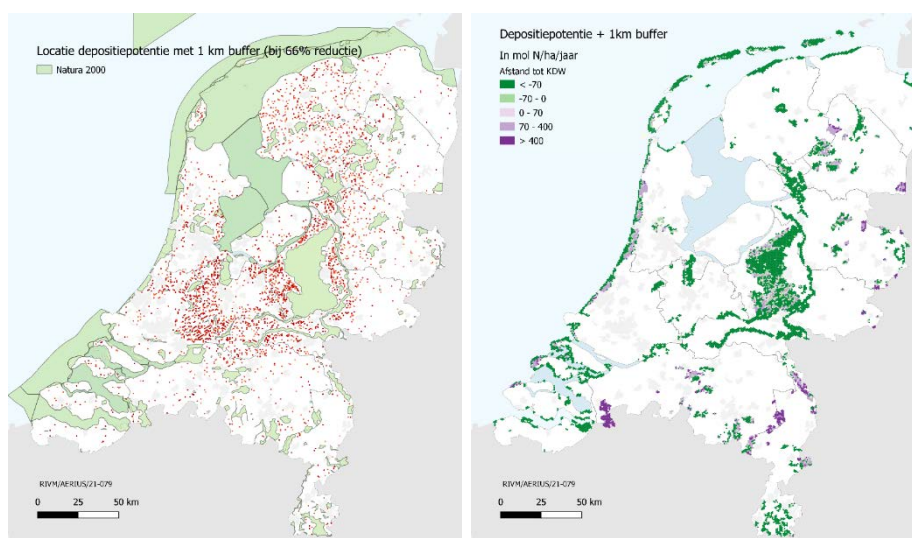 Locatie depositiepotentie met 1 km buffer (bij 66% reductie)
Natura 2000
RIVM/AERIUS/21-079
0 25 50 km
Depositiepotentie + 1km buffer
In mol N/ha/jaar
Afstand tot KDW
< -70
-70 - 0
0 - 70
70 - 400
> 400
RIVM/AERIUS/21-079
0 25 50 km